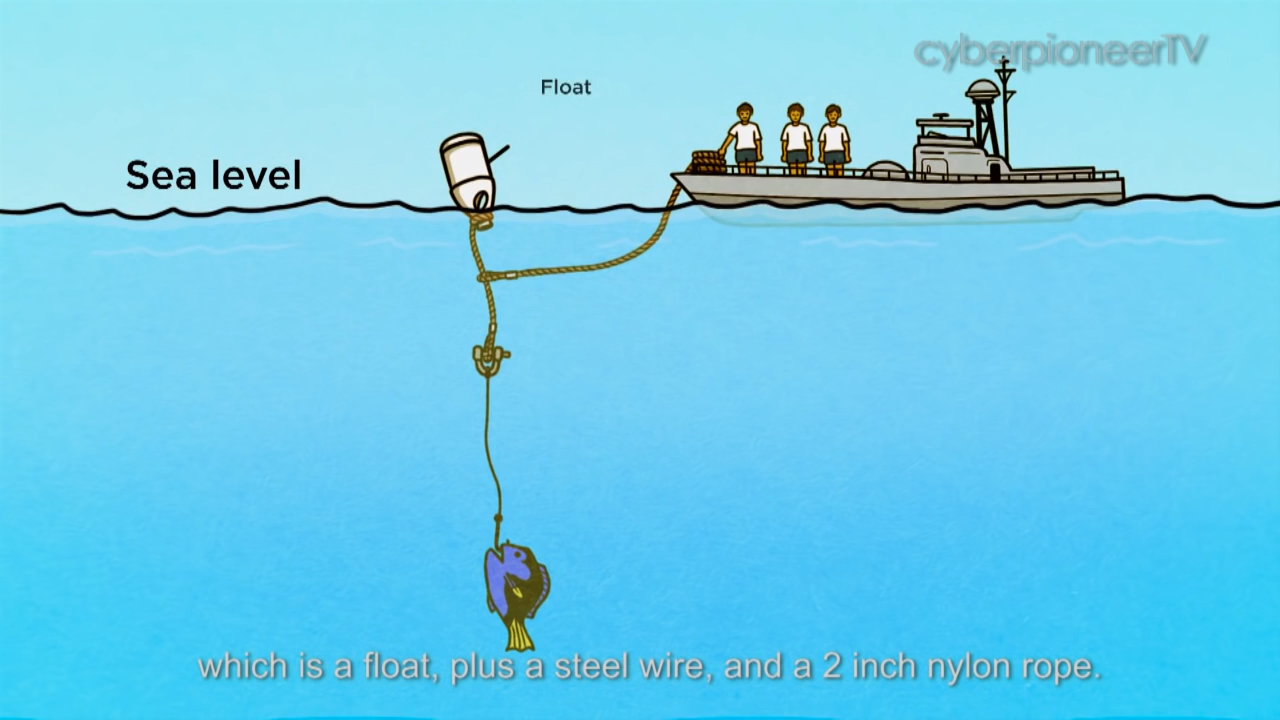 cyberpioneerTV
Float
Sea level
which is a float, plus a steel wire, and a 2 inch nylon rope.